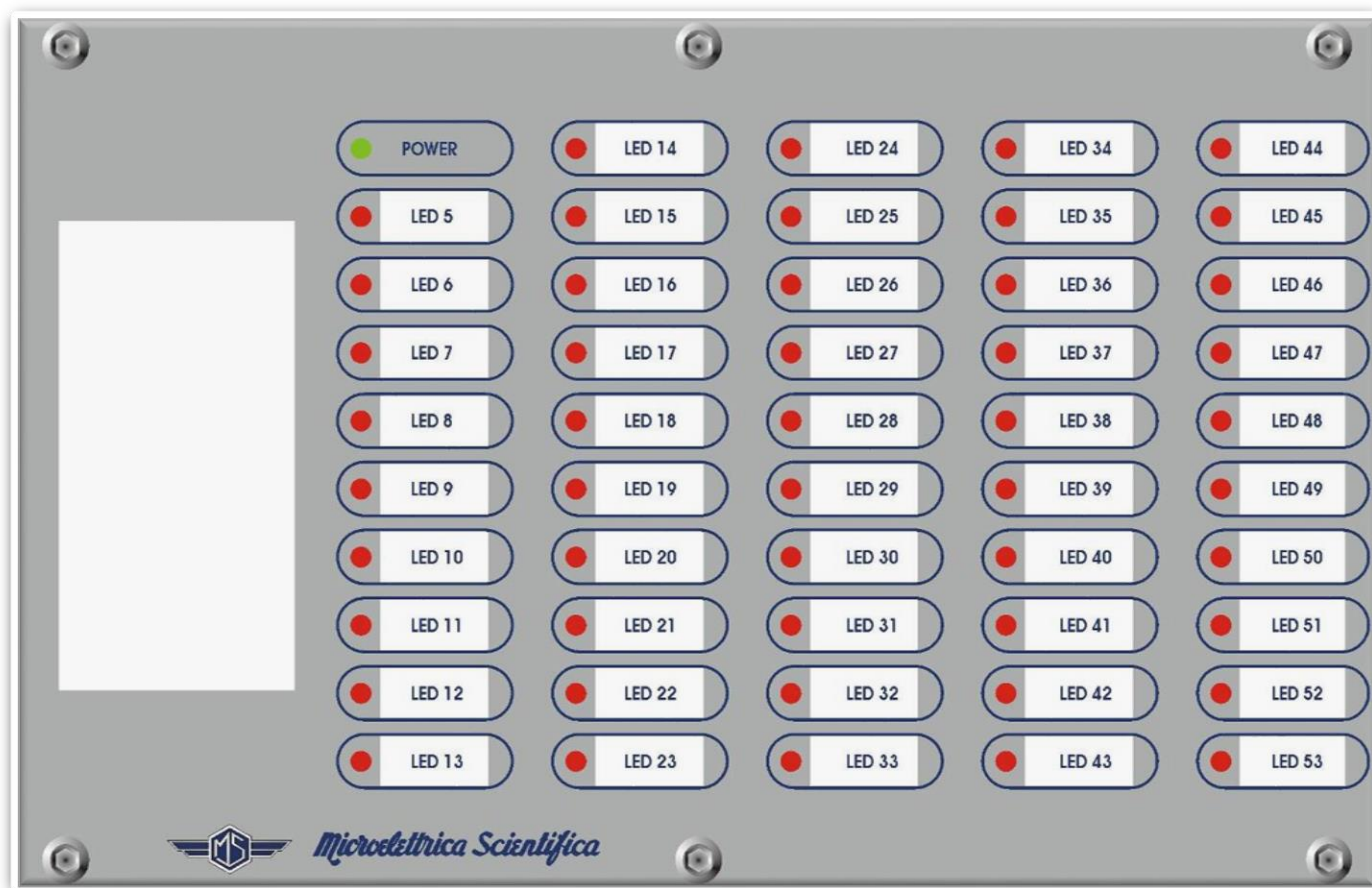 POWER LED 14 LED 24 LED 34 LED 44
LED 5 LED 15 LED 25 LED 35 LED 45
LED 6 LED 16 LED 26 LED 36 LED 46
LED 7 LED 17 LED 27 LED 37 LED 47
LED 8 LED 18 LED 28 LED 38 LED 48
LED 9 LED 19 LED 29 LED 39 LED 49
LED 10 LED 20 LED 30 LED 40 LED 50
LED 11 LED 21 LED 31 LED 41 LED 51
LED 12 LED 22 LED 32 LED 42 LED 52
LED 13 LED 23 LED 33 LED 43 LED 53
MS Microelettrica Scientifica